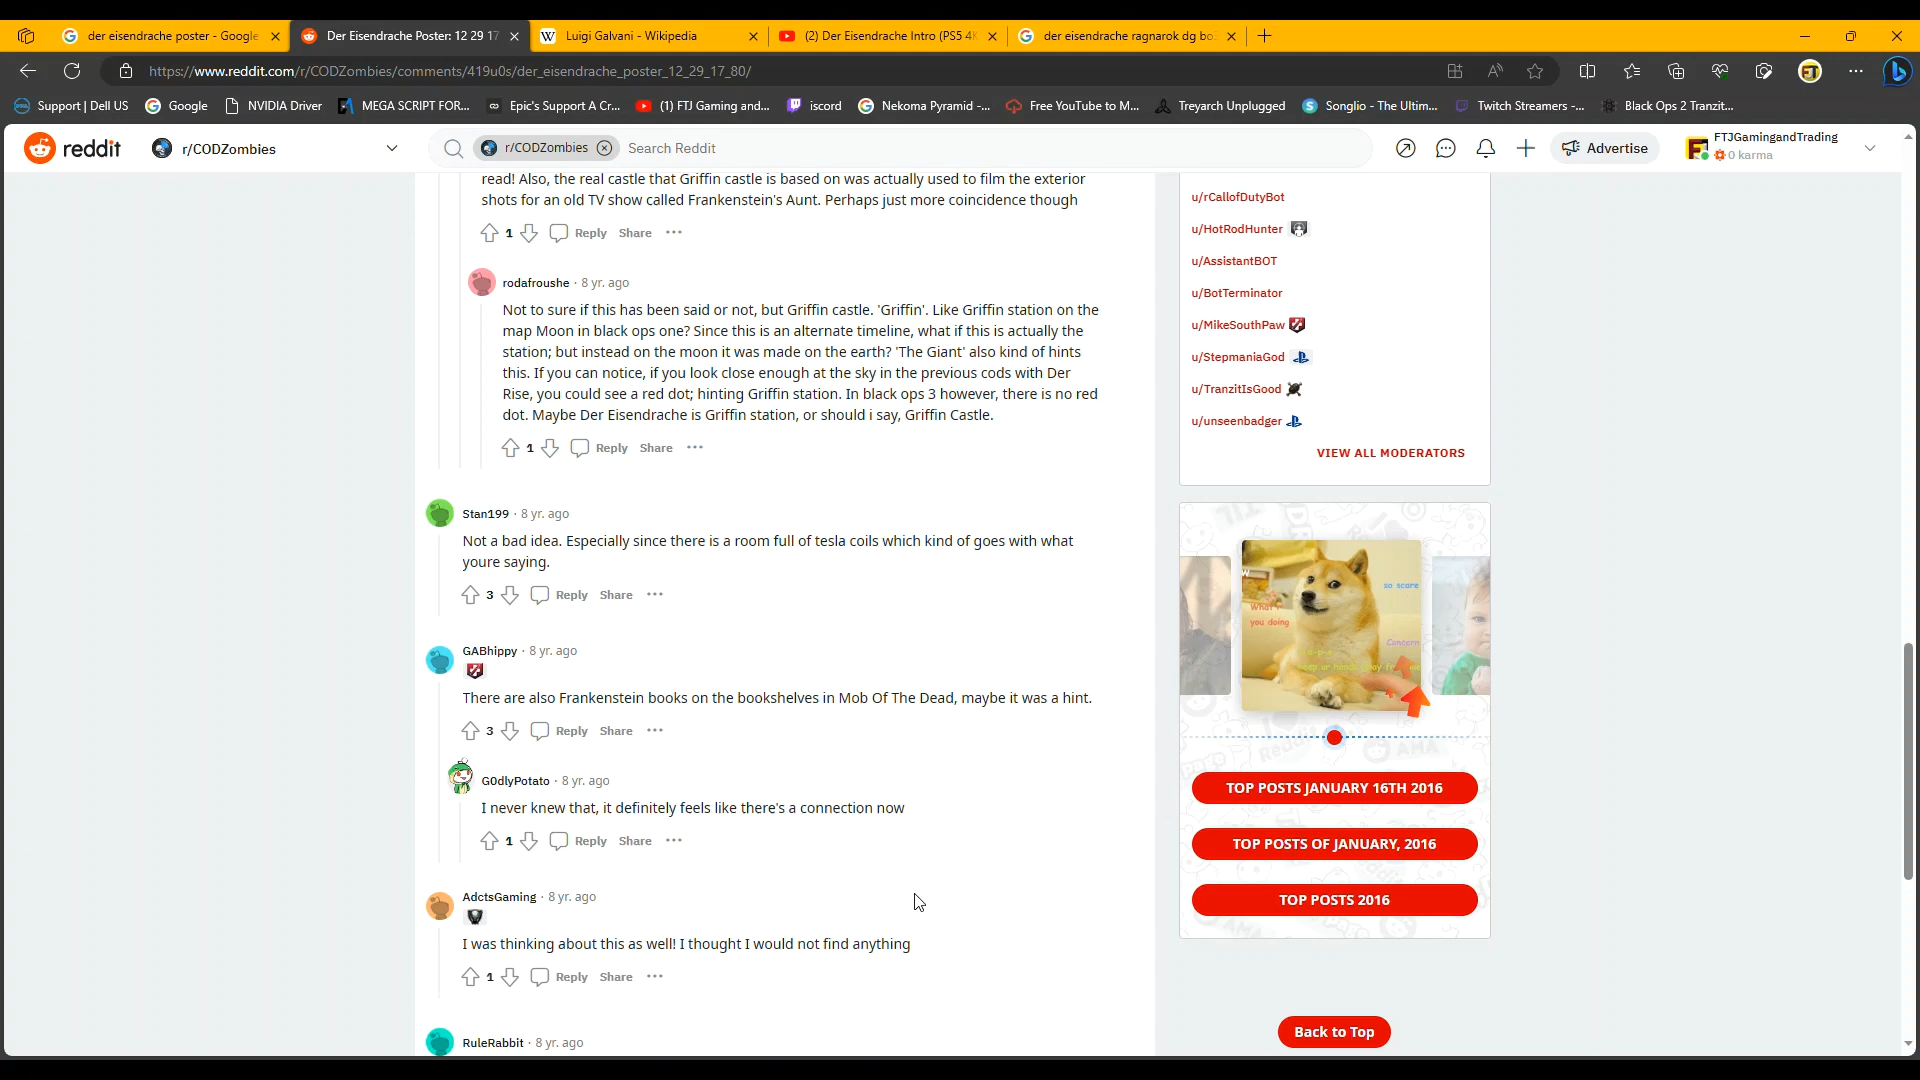 der eisendrache poster - Google
Der Eisendrache Poster: 12 29 17
Luigi Galvani - Wikipedia
(2) Der Eisendrache Intro (PS5 4K
der eisendrache ragnarok dg bo3
https://www.reddit.com/r/CODZombies/comments/419u0s/der_eisendrache_poster_12_29_17_80/
Support | Dell US
Google
NVIDIA Driver
MEGA SCRIPT FOR...
Epic's Support A Cr...
(1) FTJ Gaming and...
iscord
Nekoma Pyramid -...
Free YouTube to M...
Treyarch Unplugged
Songlio - The Ultim...
Twitch Streamers -...
Black Ops 2 Tranzit...
reddit
r/CODZombies
r/CODZombies
Search Reddit
Advertise
FTJGamingandTrading
0 karma
read! Also, the real castle that Griffin castle is based on was actually used to film the exterior
shots for an old TV show called Frankenstein's Aunt. Perhaps just more coincidence though
1 Reply Share ...
rodafroushe · 8 yr. ago
Not to sure if this has been said or not, but Griffin castle. 'Griffin'. Like Griffin station on the
map Moon in black ops one? Since this is an alternate timeline, what if this is actually the
station; but instead on the moon it was made on the earth? 'The Giant' also kind of hints
this. If you can notice, if you look close enough at the sky in the previous cods with Der
Rise, you could see a red dot; hinting Griffin station. In black ops 3 however, there is no red
dot. Maybe Der Eisendrache is Griffin station, or should i say, Griffin Castle.
1 Reply Share ...
Stan199 · 8 yr. ago
Not a bad idea. Especially since there is a room full of tesla coils which kind of goes with what
youre saying.
3 Reply Share ...
GABhippy · 8 yr. ago
There are also Frankenstein books on the bookshelves in Mob Of The Dead, maybe it was a hint.
3 Reply Share ...
G0dlyPotato · 8 yr. ago
I never knew that, it definitely feels like there's a connection now
1 Reply Share ...
AdctsGaming · 8 yr. ago
I was thinking about this as well! I thought I would not find anything
1 Reply Share ...
RuleRabbit · 8 yr. ago
u/rCallofDutyBot
u/HotRodHunter
u/AssistantBOT
u/BotTerminator
u/MikeSouthPaw
u/StepmaniaGod
u/TranzitIsGood
u/unseenbadger
VIEW ALL MODERATORS
so scare
What r
you doing
Concern
TOP POSTS JANUARY 16TH 2016
TOP POSTS OF JANUARY, 2016
TOP POSTS 2016
Back to Top